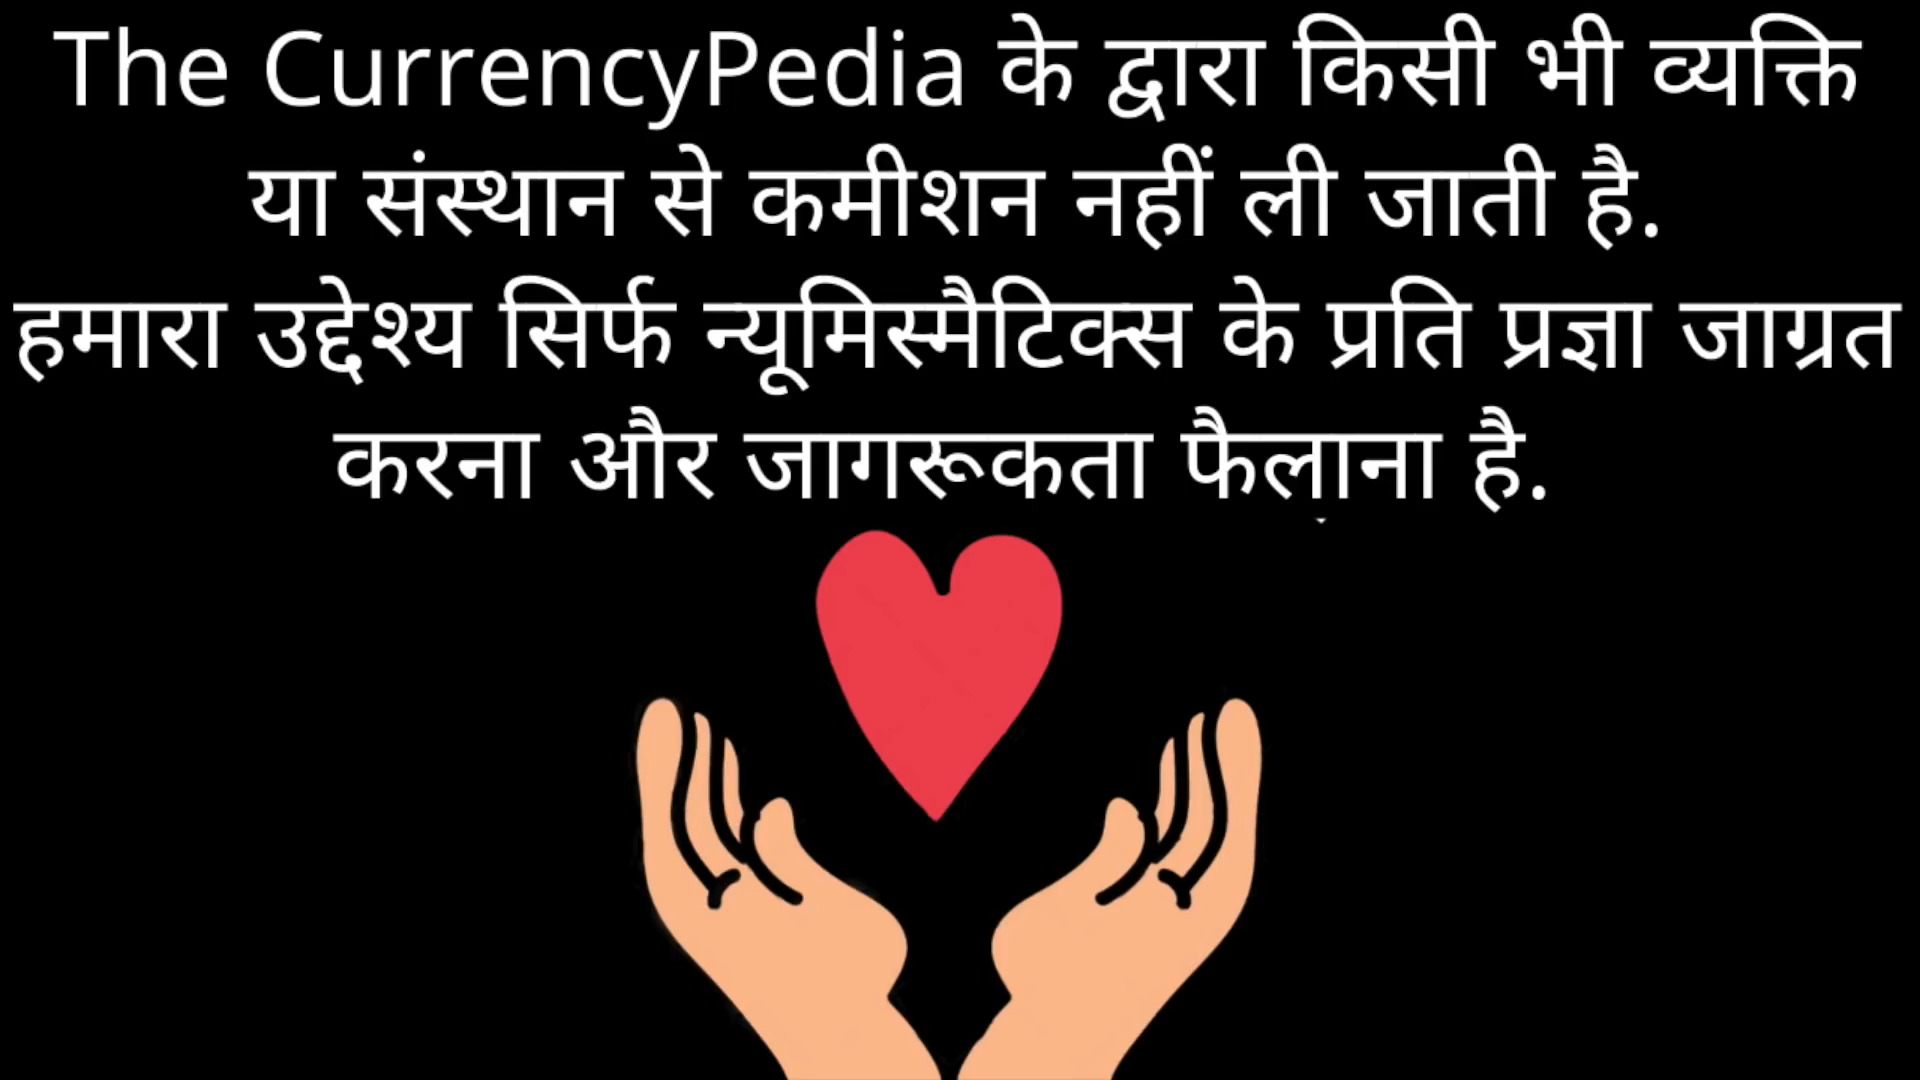 The CurrencyPedia के द्वारा किसी भी व्यक्ति
या संस्थान से कमीशन नहीं ली जाती है.
हमारा उद्देश्य सिर्फ न्यूमिस्मैटिक्स के प्रति प्रज्ञा जाग्रत
करना और जागरूकता फैलाना है.